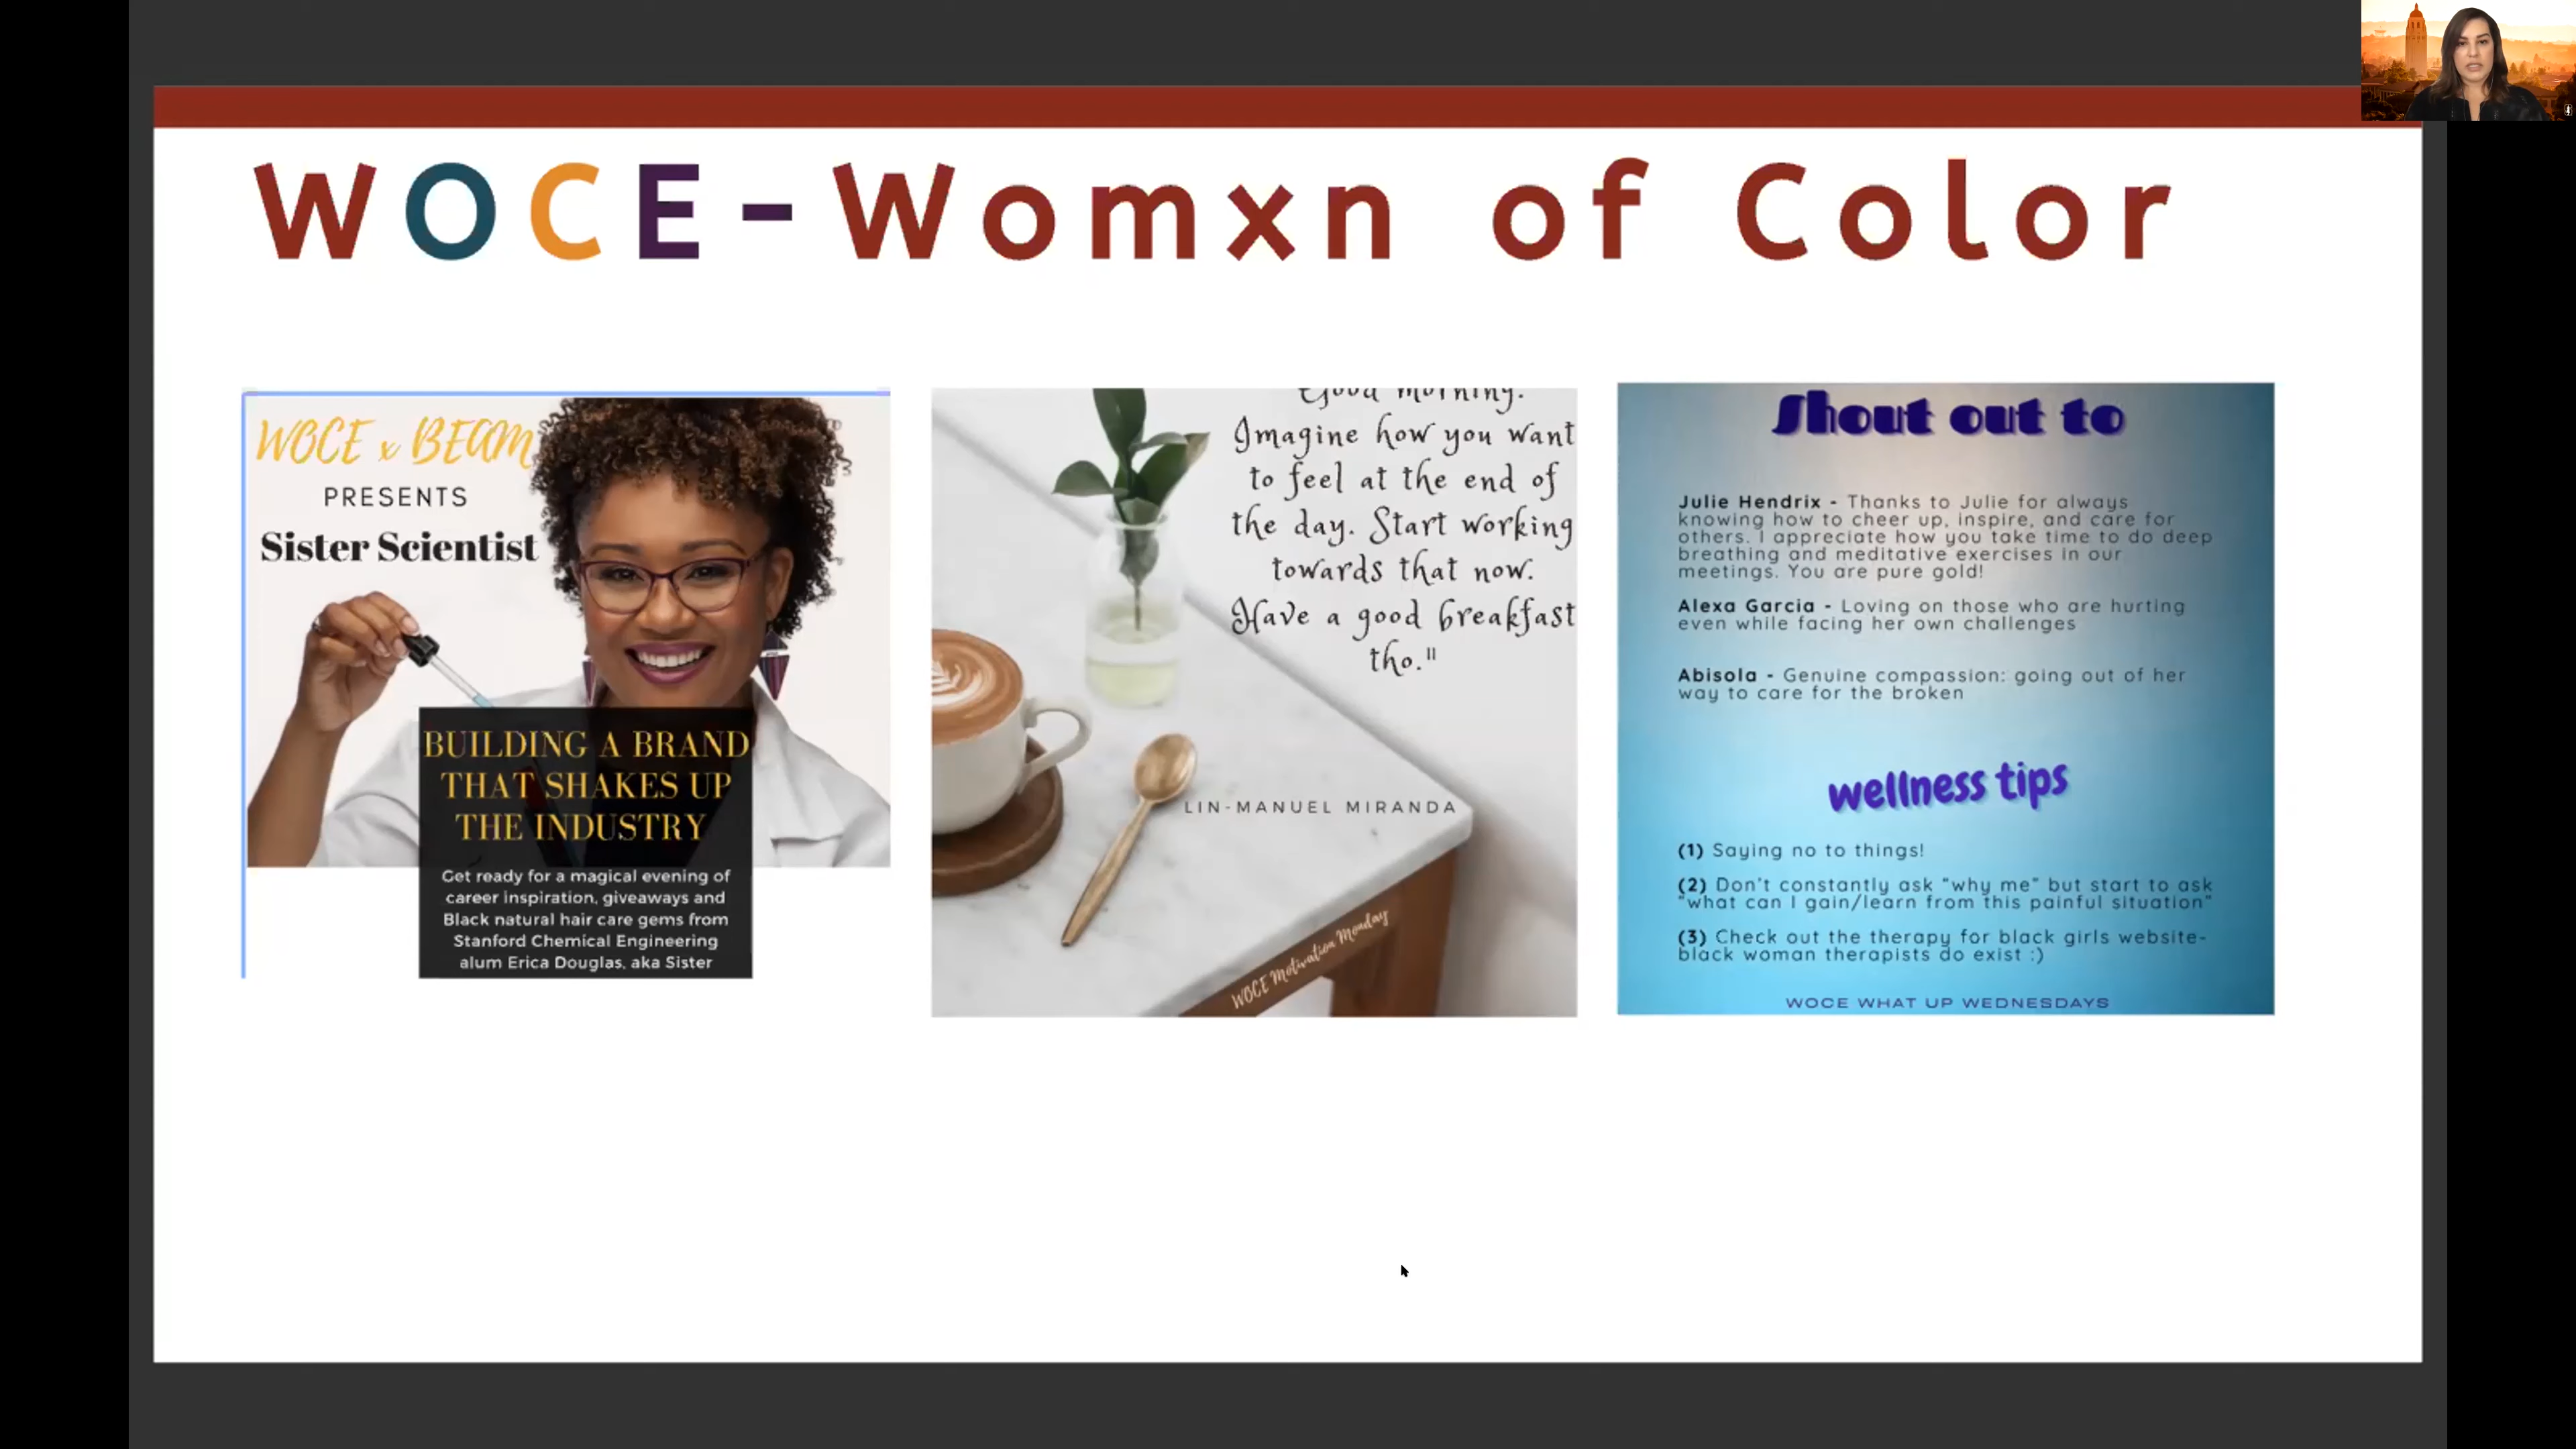 WOCE-Womxn of Color
WOCE x BEAM
PRESENTS
Sister Scientist
BUILDING A BRAND
THAT SHAKES UP
THE INDUSTRY
Get ready for a magical evening of
career inspiration, giveaways and
Black natural hair care gems from
Stanford Chemical Engineering
alum Erica Douglas, aka Sister
Good morning.
Imagine how you want
to feel at the end of
the day. Start working
towards that now.
Have a good breakfast
tho."
LIN-MANUEL MIRANDA
WOCE Motivation Monday
Shout out to
Julie Hendrix - Thanks to Julie for always
knowing how to cheer up, inspire, and care for
others. I appreciate how you take time to do deep
breathing and meditative exercises in our
meetings. You are pure gold!
Alexa Garcia - Loving on those who are hurting
even while facing her own challenges
Abisola - Genuine compassion: going out of her
way to care for the broken
wellness tips
(1) Saying no to things!
(2) Don't constantly ask "why me" but start to ask
"what can I gain/learn from this painful situation"
(3) Check out the therapy for black girls website-
black woman therapists do exist :)
WOCE WHAT UP WEDNESDAYS